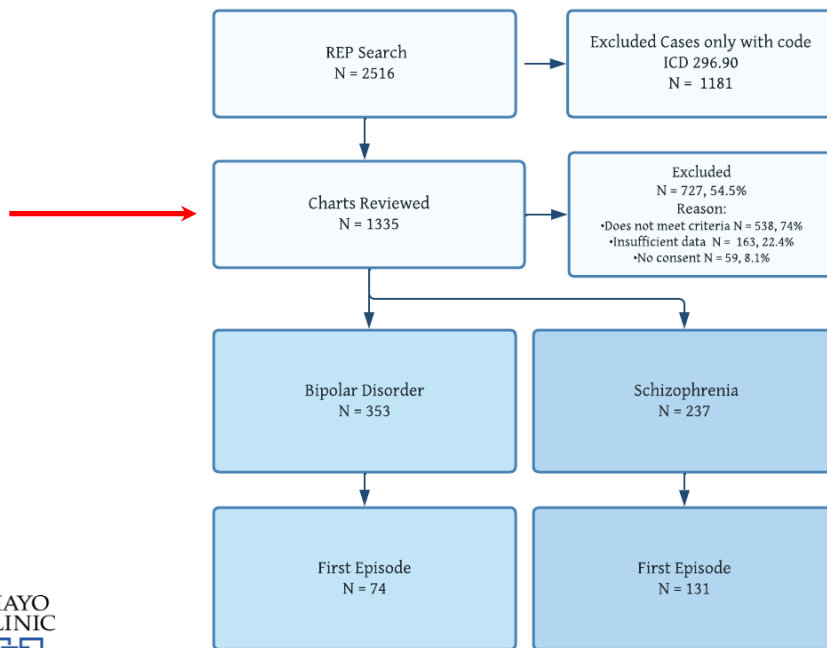 REP Search
N = 2516
Excluded Cases only with code
ICD 296.90
N = 1181
Charts Reviewed
N = 1335
Excluded
N = 727, 54.5%
Reason:
•Does not meet criteria N = 538, 74%
•Insufficient data N = 163, 22.4%
•No consent N = 59, 8.1%
Bipolar Disorder
N = 353
Schizophrenia
N = 237
First Episode
N = 74
First Episode
N = 131
AYO
LINIC